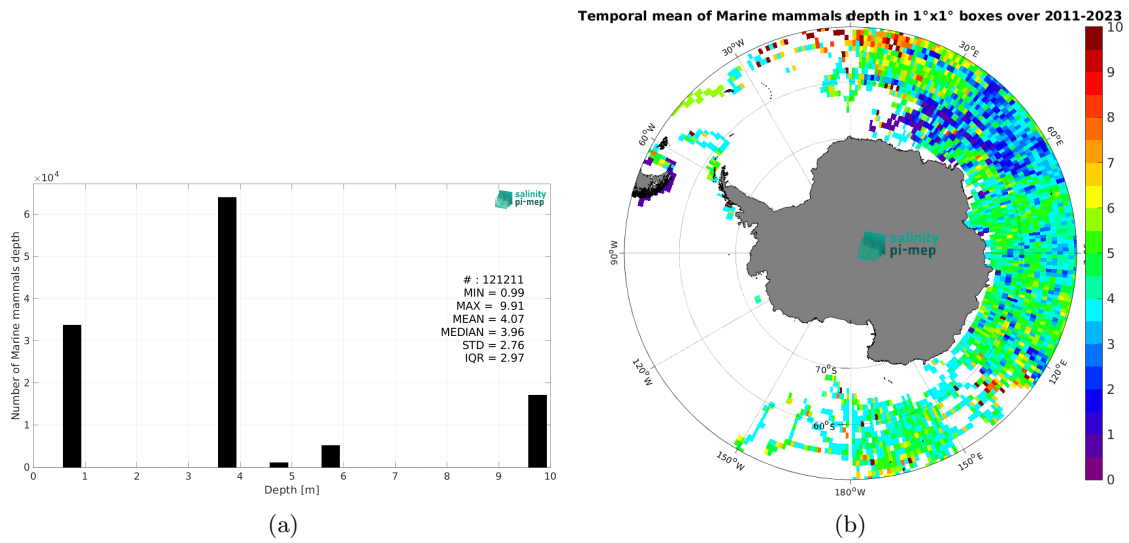 ×10⁴
6
5
4
3
2
1
0
Number of Marine mammals depth
salinity
pi-mep
# : 121211
MIN = 0.99
MAX = 9.91
MEAN = 4.07
MEDIAN = 3.96
STD = 2.76
IQR = 2.97
0 1 2 3 4 5 6 7 8 9 10
Depth [m]
(a)
Temporal mean of Marine mammals depth in 1°x1° boxes over 2011-2023
30°W
30°E
60°W
60°E
90°W
120°W
120°E
150°W
150°E
180°W
70°S
60°S
salinity
pi-mep
10
9
8
7
6
5
4
3
2
1
0
(b)